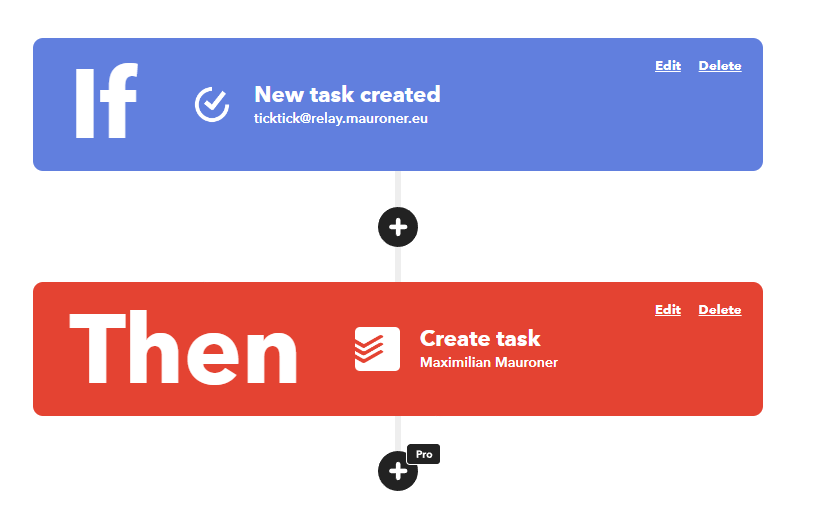 If
Edit Delete
New task created
ticktick@relay.mauroner.eu
Then
Edit Delete
Create task
Maximilian Mauroner
Pro